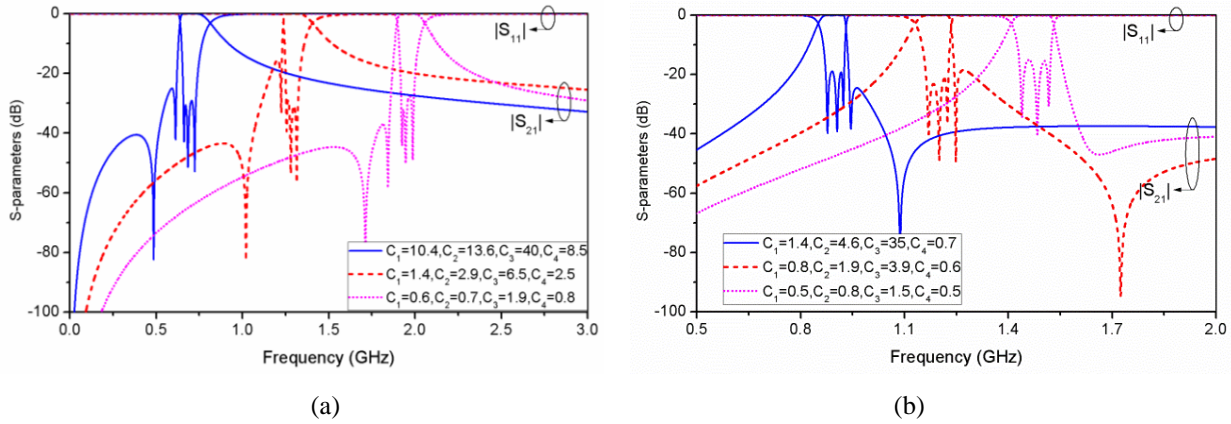 0
-20
-40
-60
-80
-100
S-parameters (dB)
|S11|
|S21|
C1=10.4,C2=13.6,C3=40,C4=8.5
C1=1.4,C2=2.9,C3=6.5,C4=2.5
C1=0.6,C2=0.7,C3=1.9,C4=0.8
0.0 0.5 1.0 1.5 2.0 2.5 3.0
Frequency (GHz)
(a)
0
-20
-40
-60
-80
-100
S-parameters (dB)
|S11|
|S21|
C1=1.4,C2=4.6,C3=35,C4=0.7
C1=0.8,C2=1.9,C3=3.9,C4=0.6
C1=0.5,C2=0.8,C3=1.5,C4=0.5
0.5 0.8 1.1 1.4 1.7 2.0
Frequency (GHz)
(b)